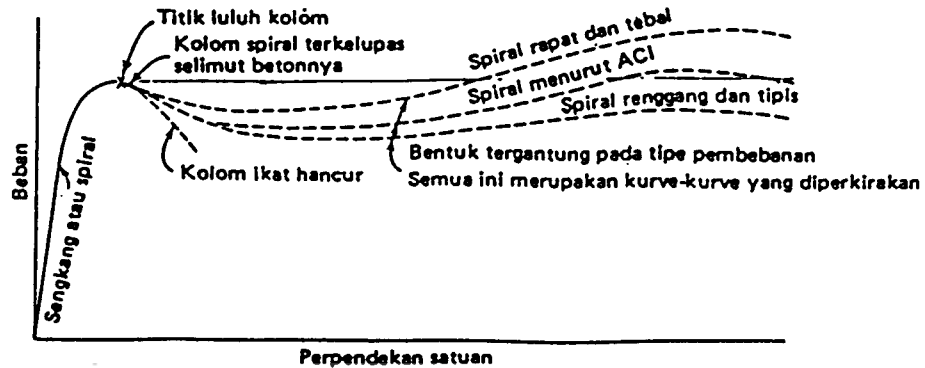 Titik luluh kolom
Kolom spiral terkelupas
selimut betonnya
Spiral rapat dan tebal
Spiral menurut ACI
Spiral renggang dan tipis
Bentuk tergantung pada tipe pembebanan
Semua ini merupakan kurve-kurve yang diperkirakan
Kolom ikat hancur
Sengkang atau spiral
Beban
Perpendekan satuan